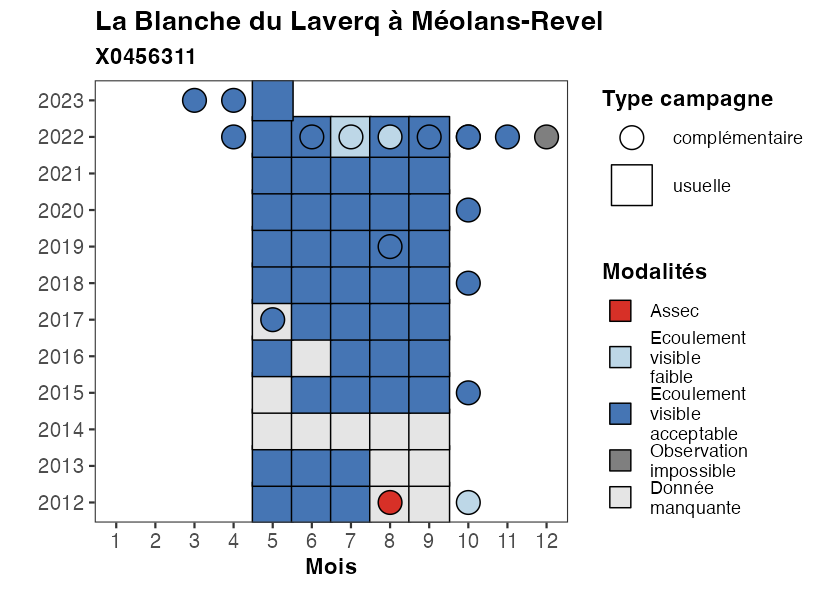 La Blanche du Laverq à Méolans-Revel
X0456311
2023
2022
2021
2020
2019
2018
2017
2016
2015
2014
2013
2012
1 2 3 4 5 6 7 8 9 10 11 12
Mois
Type campagne
complémentaire
usuelle
Modalités
Assec
Ecoulement
visible
faible
Ecoulement
visible
acceptable
Observation
impossible
Donnée
manquante